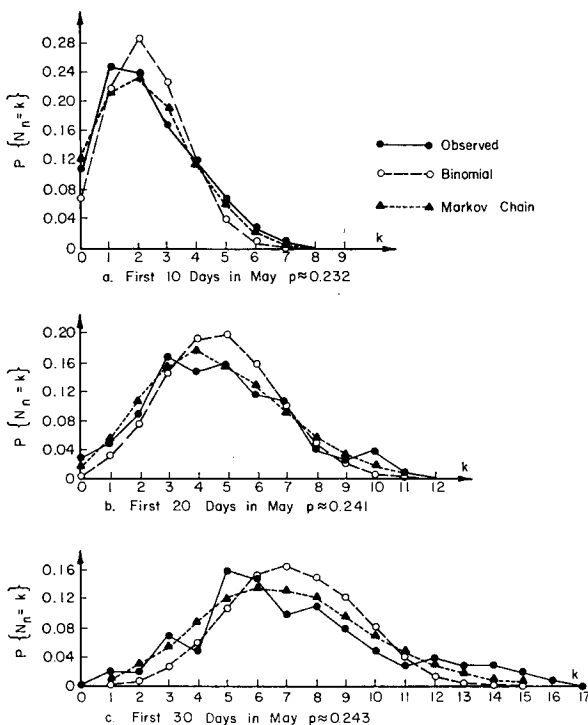 P {Nₙ = k}
0.28
0.24
0.20
0.16
0.12
0.08
0.04
0
0 1 2 3 4 5 6 7 8 9
k
Observed
Binomial
Markov Chain
a. First 10 Days in May p≈0.232
P {Nₙ = k}
0.20
0.16
0.12
0.08
0.04
0
0 1 2 3 4 5 6 7 8 9 10 11 12
k
b. First 20 Days in May p≈0.241
P {Nₙ = k}
0.16
0.12
0.08
0.04
0
0 1 2 3 4 5 6 7 8 9 10 11 12 13 14 15 16 17
k
c. First 30 Days in May p≈0.243